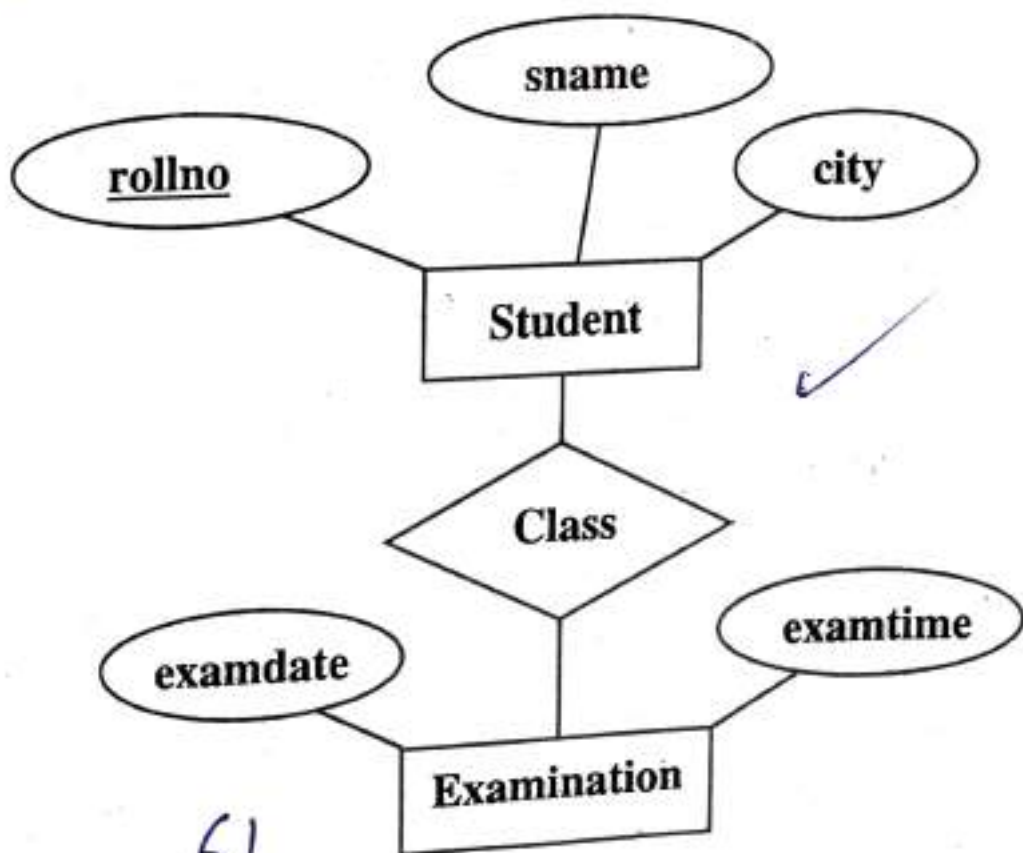 sname
rollno
city
Student
Class
examdate
examtime
Examination